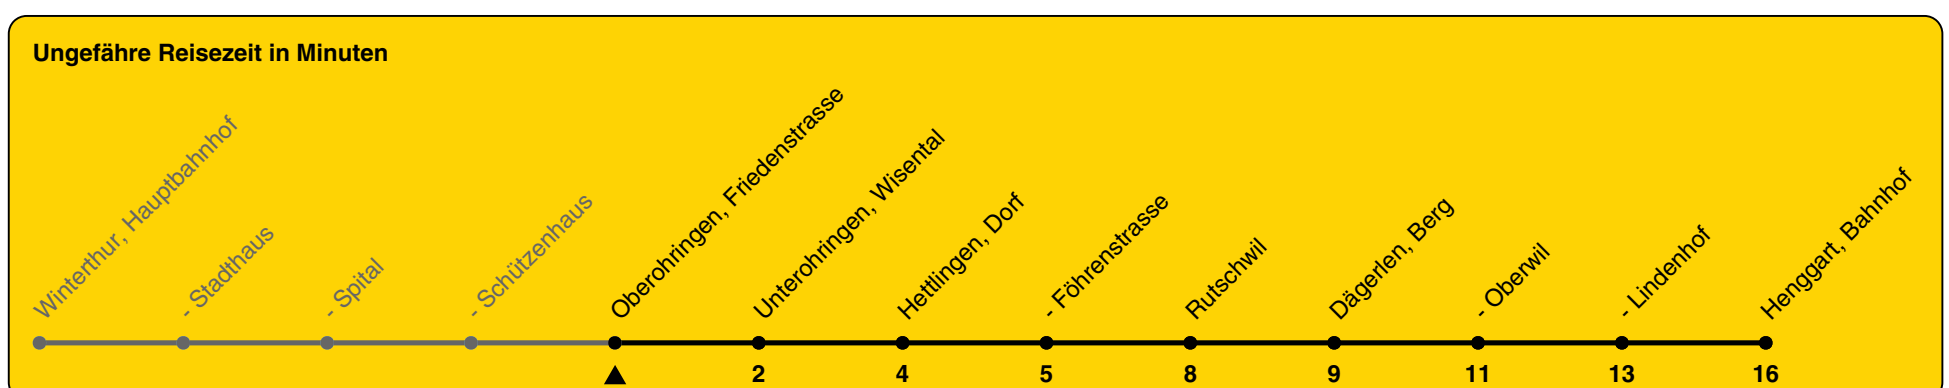 Ungefähre Reisezeit in Minuten
Winterthur, Hauptbahnhof
- Stadthaus
- Spital
- Schützenhaus
Oberohringen, Friedenstrasse
Unterohringen, Wisental
Hettlingen, Dorf
- Föhrenstrasse
Rutschwil
Dägerlen, Berg
- Oberwil
- Lindenhof
Henggart, Bahnhof
2 4 5 8 9 11 13 16